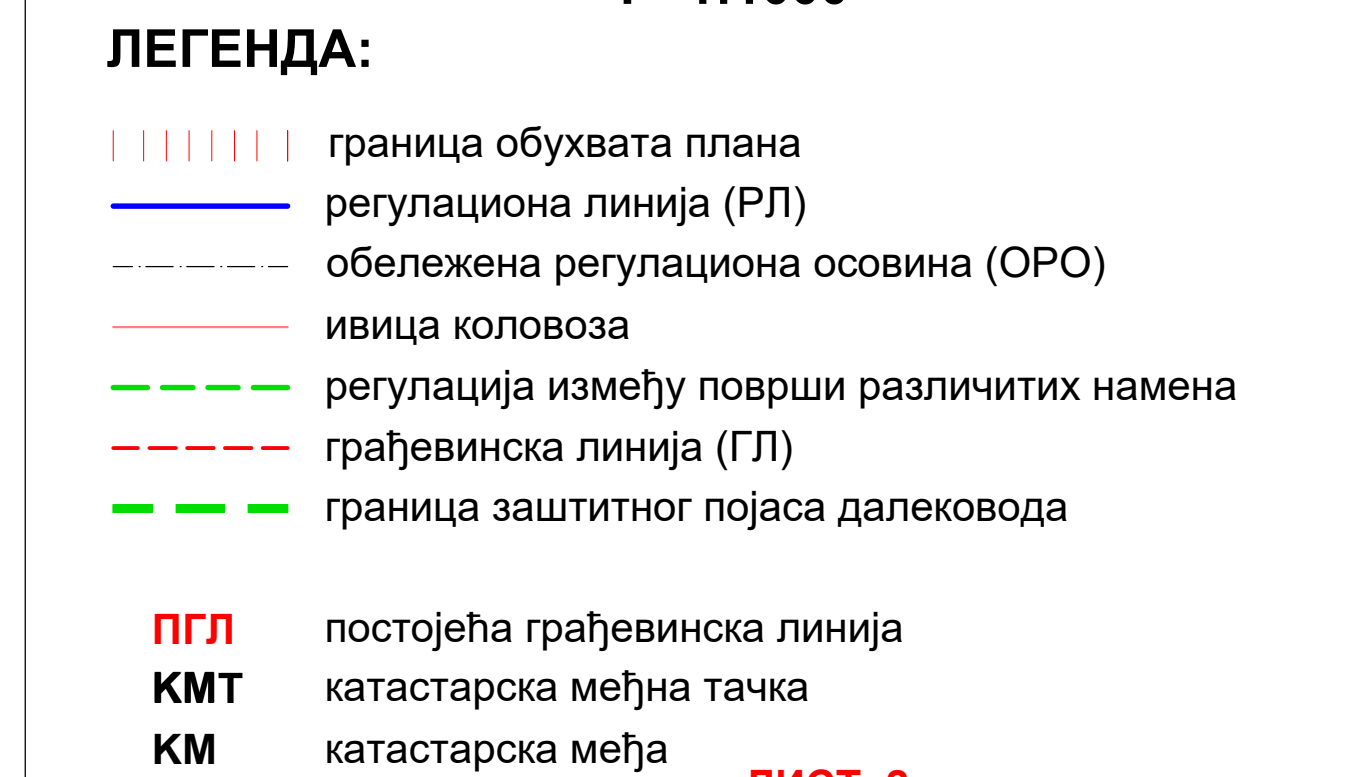 ЛЕГЕНДА:
граница обухвата плана
регулациона линија (РЛ)
обележена регулациона осовина (ОРО)
ивица коловоза
регулација између површи различитих намена
грађевинска линија (ГЛ)
граница заштитног појаса далековода
ПГЛ постојећа грађевинска линија
КМТ катастарска међна тачка
КМ катастарска међа